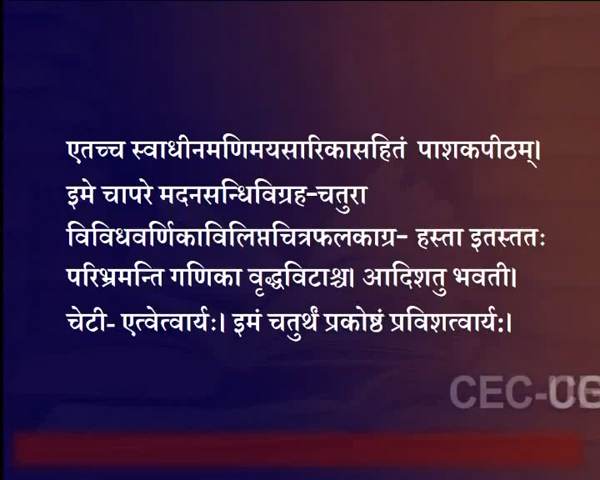 एतच्च स्वाधीनमणिमयसारिकासहितं पाशकपीठम्।
इमे चापरे मदनसन्धिविग्रह-चतुरा
विविधवर्णिकाविलिप्तचित्रफलकाग्र- हस्ता इतस्ततः
परिभ्रमन्ति गणिका वृद्धविटाश्च। आदिशतु भवती।
चेटी- एत्वेत्वार्यः। इमं चतुर्थं प्रकोष्ठं प्रविशत्वार्य:।
CEC-UG